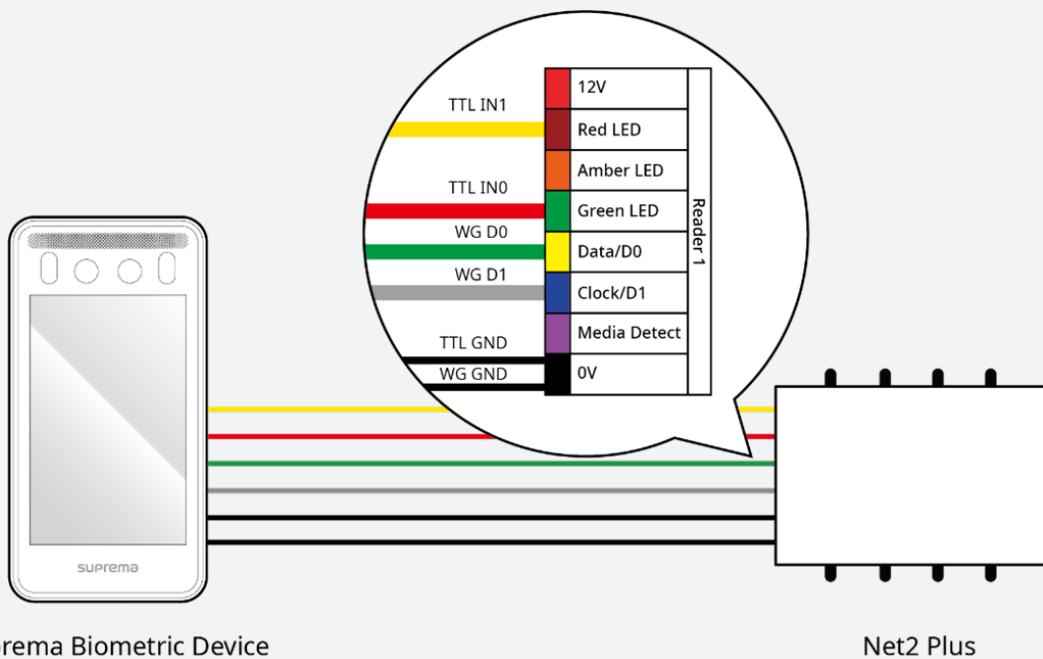 TTL IN1
TTL IN0
WG D0
WG D1
TTL GND
WG GND
12V
Red LED
Amber LED
Green LED
Data/D0
Clock/D1
Media Detect
0V
Reader 1
suprema
rema Biometric Device
Net2 Plus